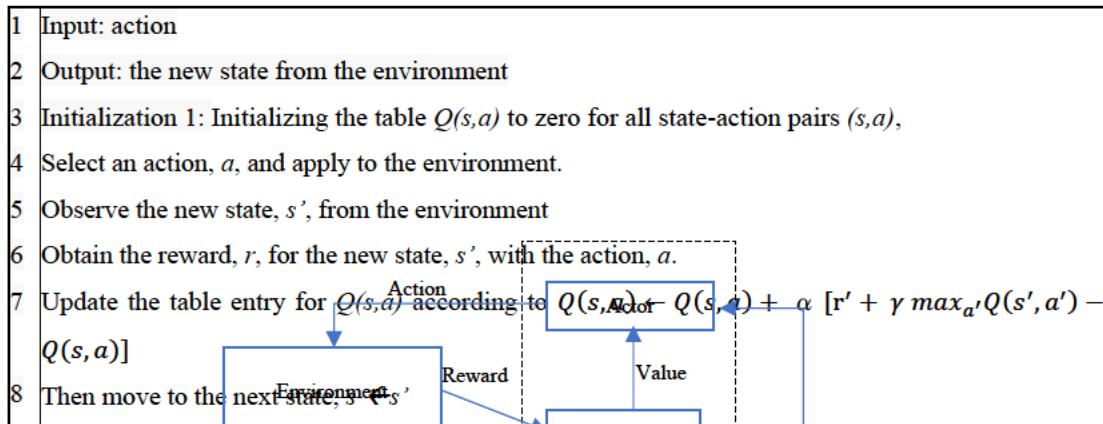 1 Input: action
2 Output: the new state from the environment
3 Initialization 1: Initializing the table Q(s,a) to zero for all state-action pairs (s,a),
4 Select an action, a, and apply to the environment.
5 Observe the new state, s’, from the environment
6 Obtain the reward, r, for the new state, s’, with the action, a.
Action
7 Update the table entry for Q(s,a) according to Q(s,a) ← Q(s,a) + α [r′ + γ max_a′ Q(s′,a′) −
Actor
Q(s,a)]
Reward
Value
Environment
8 Then move to the next state, s ← s’